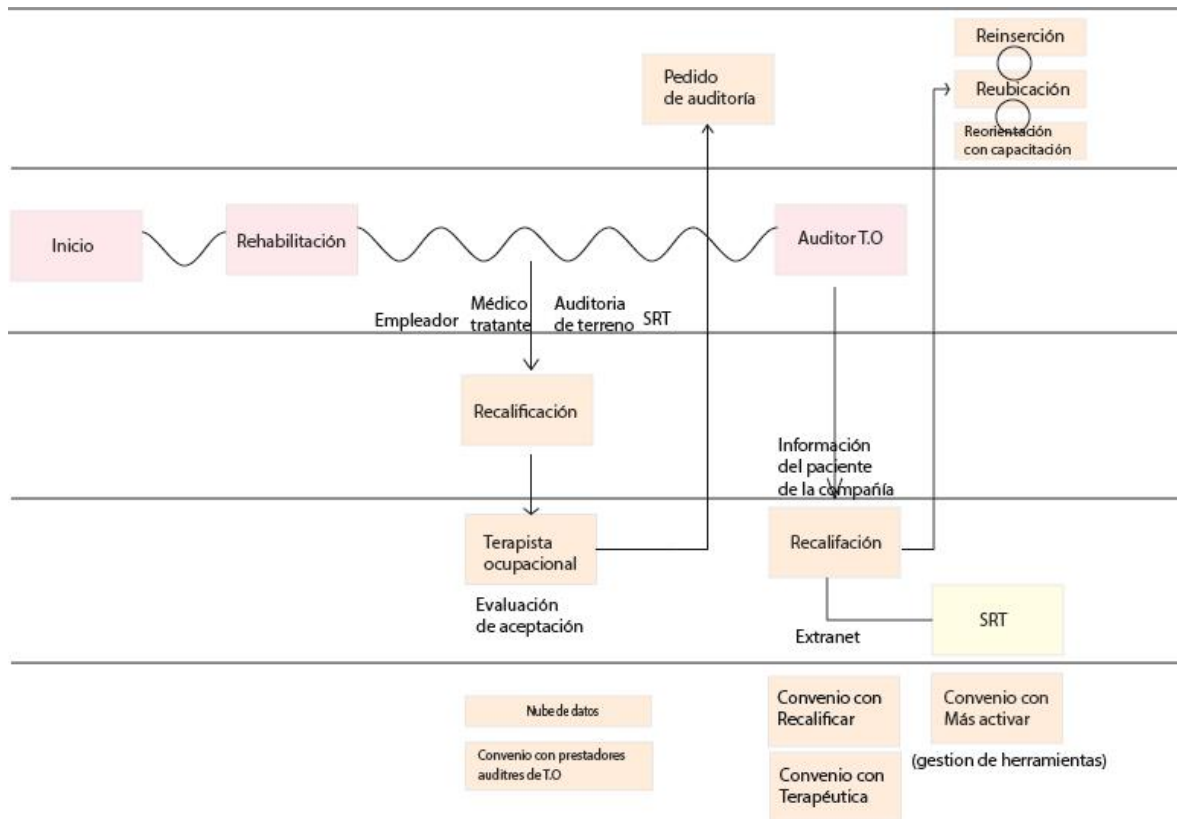 Reinserción
Pedido
de auditoría
Reubicación
Reorientación
con capacitación
Inicio
Rehabilitación
Auditor T.O
Empleador
Médico
tratante
Auditoria
de terreno
SRT
Recalificación
Información
del paciente
de la compañía
Terapista
ocupacional
Recalifación
Evaluación
de aceptación
Extranet
SRT
Nube de datos
Convenio con prestadores
auditres de T.O
Convenio con
Recalificar
Convenio con
Más activar
(gestion de herramientas)
Convenio con
Terapéutica